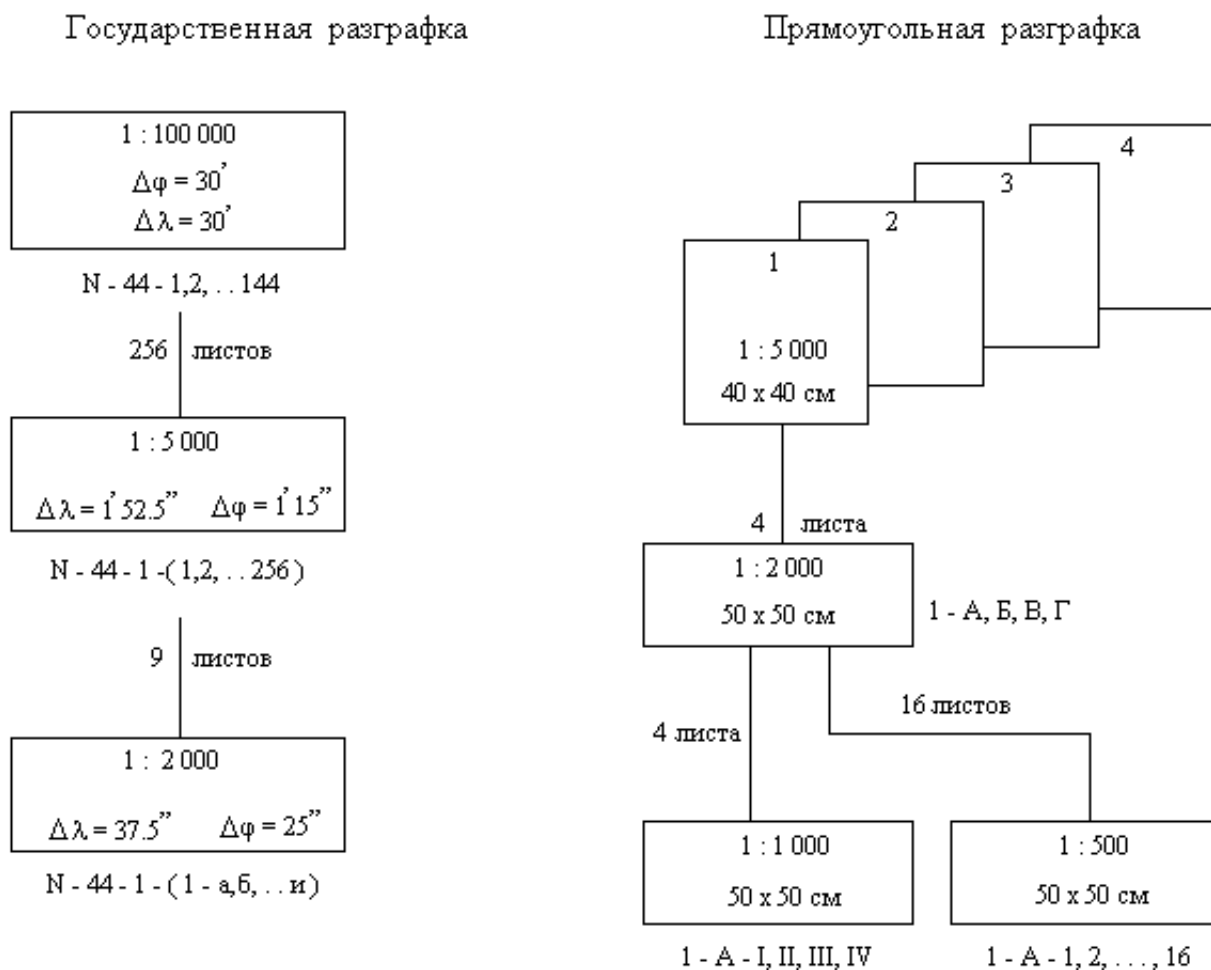 Государственная разграфка
1 : 100 000
Δφ = 30’
Δλ = 30’
N - 44 - 1,2, . . 144
256 листов
1 : 5 000
Δλ = 1’ 52.5” Δφ = 1’ 15”
N - 44 - 1 -( 1,2, . . 256 )
9 листов
1 : 2 000
Δλ = 37.5” Δφ = 25”
N - 44 - 1 - ( 1 - а,б, . . и )
Прямоугольная разграфка
4
3
2
1
1 : 5 000
40 х 40 см
4 листа
1 : 2 000
50 х 50 см
1 - А, Б, В, Г
16 листов
4 листа
1 : 1 000
50 х 50 см
1 - А - I, II, III, IV
1 : 500
50 х 50 см
1 - А - 1, 2, . . . , 16